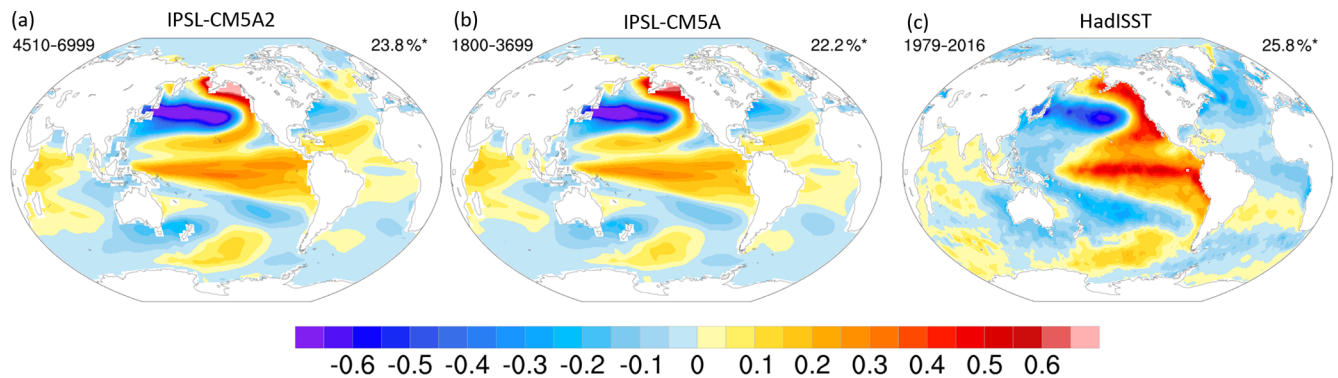 (a) IPSL-CM5A2
4510-6999 23.8%*
(b) IPSL-CM5A
1800-3699 22.2%*
(c) HadISST
1979-2016 25.8%*
-0.6 -0.5 -0.4 -0.3 -0.2 -0.1 0 0.1 0.2 0.3 0.4 0.5 0.6